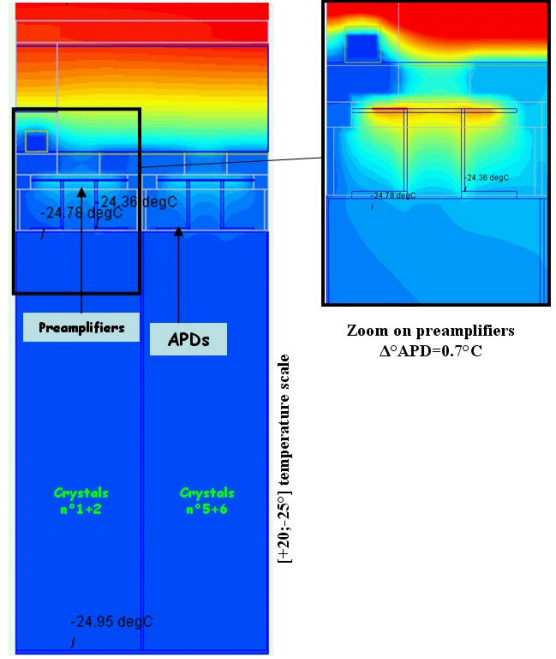 -24.36 degC
-24.78 degC
Preamplifiers
APDs
Crystals
n°1+2
Crystals
n°5+6
-24.95 degC
[+20;-25°] temperature scale
-24.36 degC
-24.78 degC
Zoom on preamplifiers
Δ°APD=0.7°C